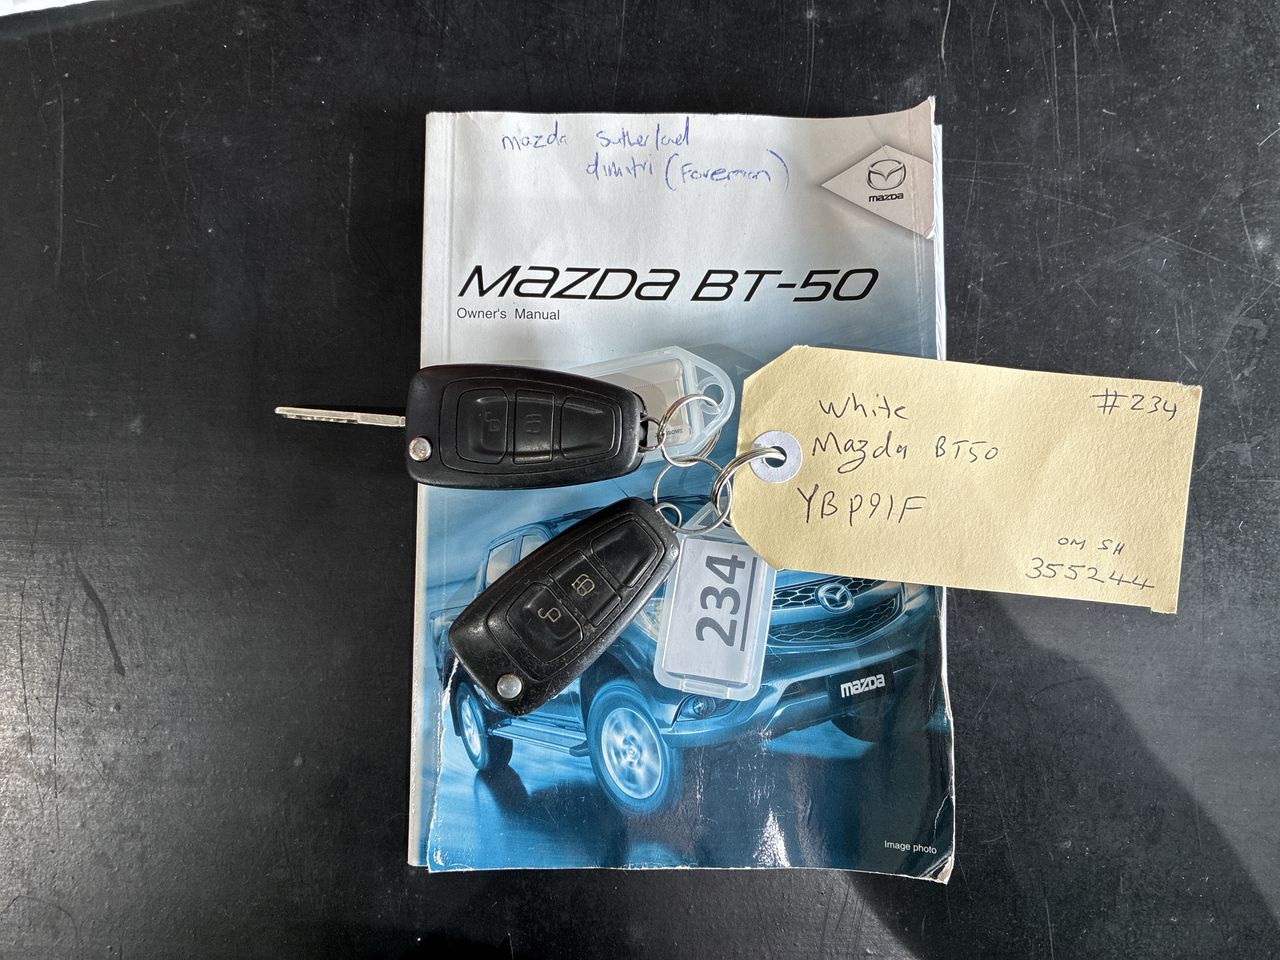 mazda Sutherland
dimitri (Foreman)
mazda
mazda BT-50
Owner's Manual
#234
White
Mazda BT50
YBP91F
OM SH
355244
234
mazda
Image photo